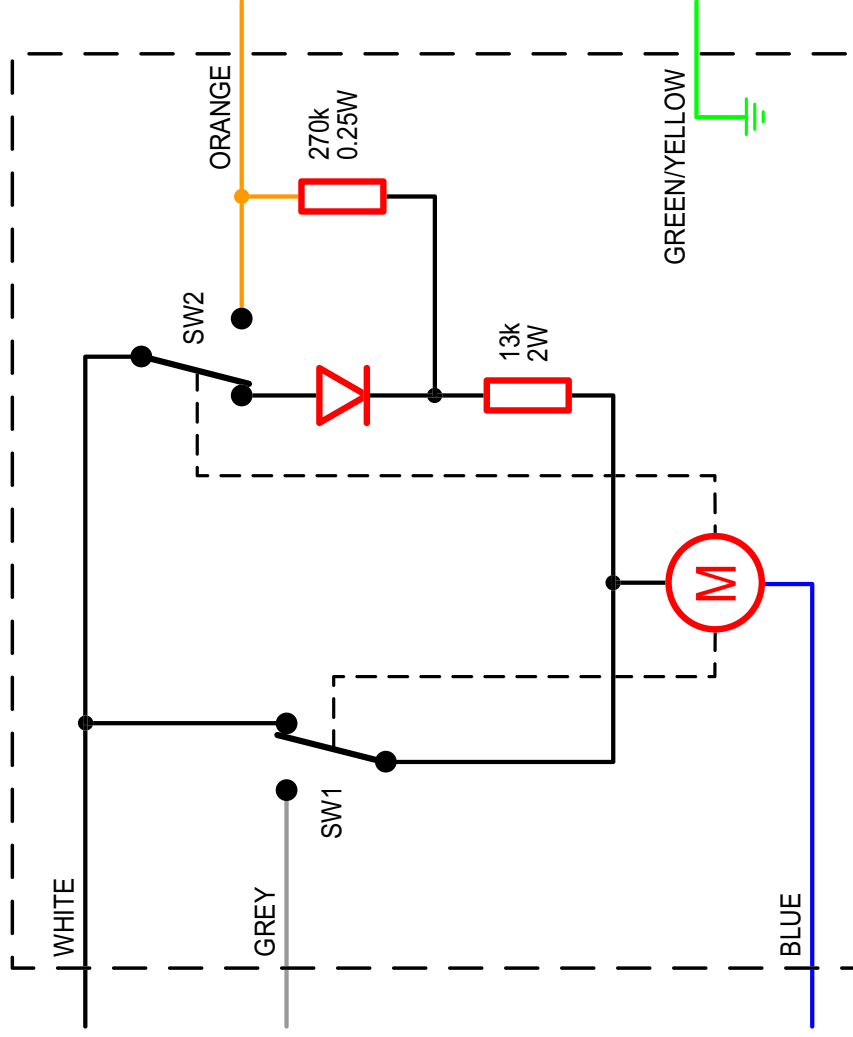 ORANGE
270k
0.25W
GREEN/YELLOW
SW2
13k
2W
M
SW1
WHITE
GREY
BLUE